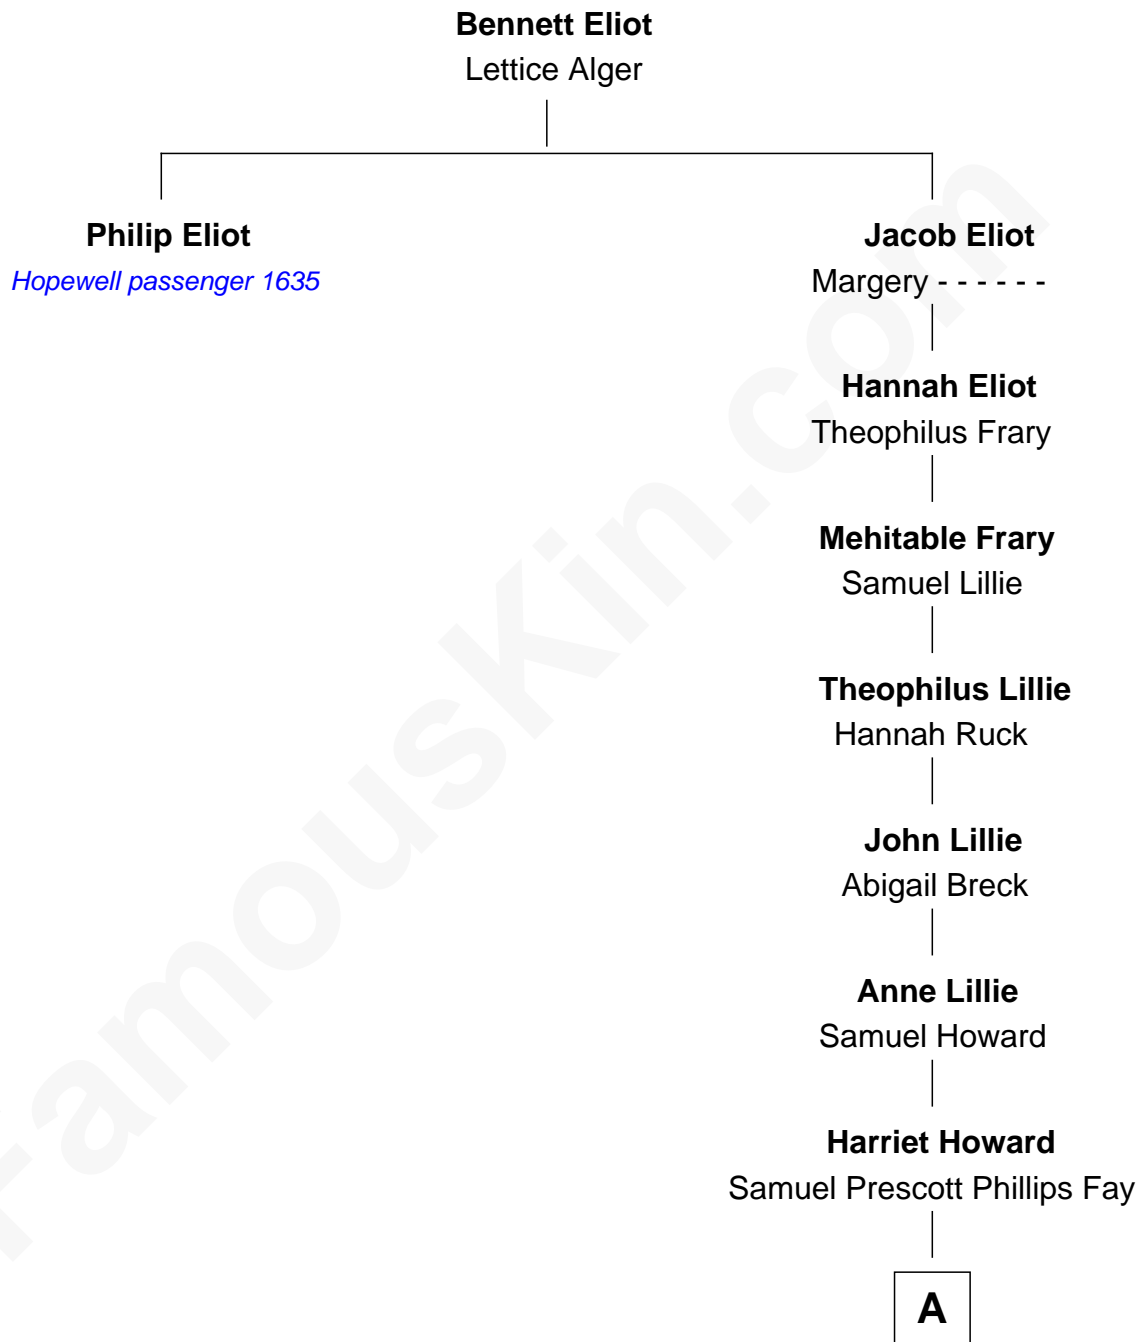 Bennett Eliot
Lettice Alger
Philip Eliot
Hopewell passenger 1635
Jacob Eliot
Margery - - - - - -
Hannah Eliot
Theophilus Frary
Mehitable Frary
Samuel Lillie
Theophilus Lillie
Hannah Ruck
John Lillie
Abigail Breck
Anne Lillie
Samuel Howard
Harriet Howard
Samuel Prescott Phillips Fay
A
FamousKin.com